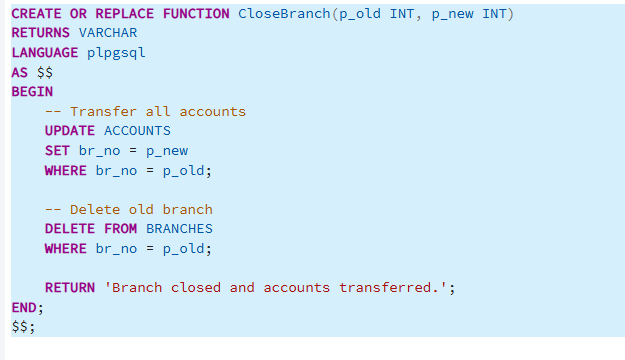 CREATE OR REPLACE FUNCTION CloseBranch(p_old INT, p_new INT)
RETURNS VARCHAR
LANGUAGE plpgsql
AS $$
BEGIN
    -- Transfer all accounts
    UPDATE ACCOUNTS
    SET br_no = p_new
    WHERE br_no = p_old;

    -- Delete old branch
    DELETE FROM BRANCHES
    WHERE br_no = p_old;

    RETURN 'Branch closed and accounts transferred.';
END;
$$;